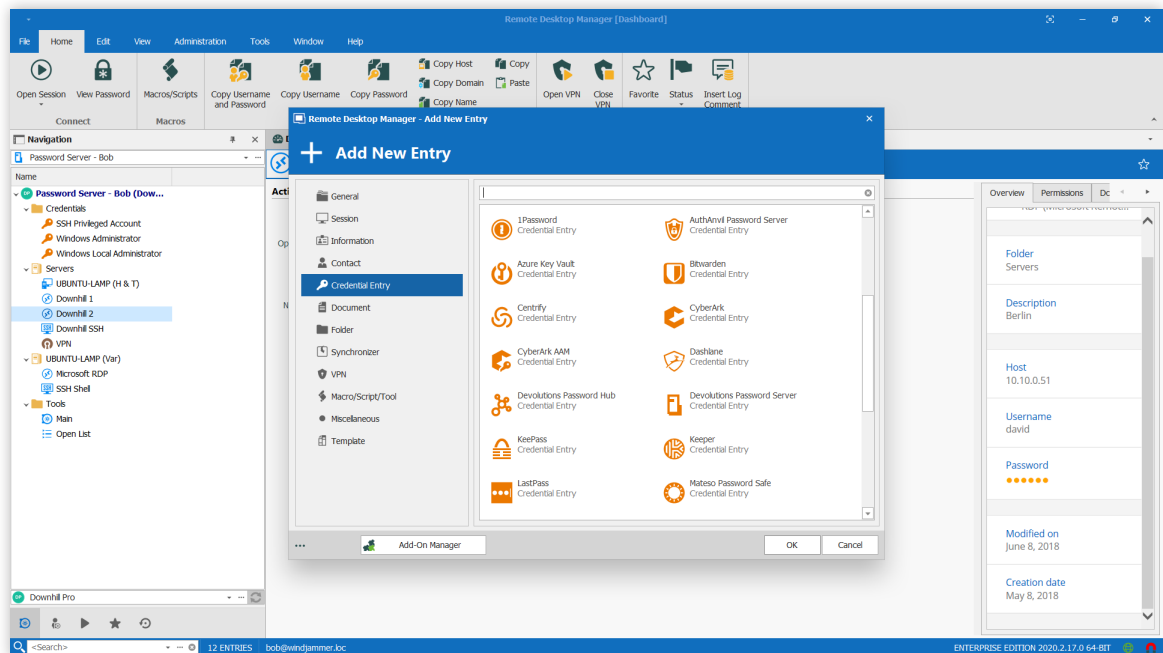 Remote Desktop Manager [Dashboard]
File Home Edit View Administration Tools Window Help
Open Session
View Password
Macros/Scripts
Copy Username and Password
Copy Username
Copy Password
Copy Host
Copy Domain
Copy Name
Copy
Paste
Open VPN
Close VPN
Favorite
Status
Insert Log Comment
Connect
Macros
Navigation
Password Server - Bob
Name
Password Server - Bob (Dow...
Credentials
SSH Privileged Account
Windows Administrator
Windows Local Administrator
Servers
UBUNTU-LAMP (H & T)
Downhill 1
Downhill 2
Downhill SSH
VPN
UBUNTU-LAMP (Var)
Microsoft RDP
SSH Shell
Tools
Main
Open List
Downhill Pro
<Search>
12 ENTRIES
bob@windjammer.loc
ENTERPRISE EDITION 2020.2.17.0 64-BIT
Remote Desktop Manager - Add New Entry
Add New Entry
General
Session
Information
Contact
Credential Entry
Document
Folder
Synchronizer
VPN
Macro/Script/Tool
Miscellaneous
Template
1Password
Credential Entry
AuthAnvil Password Server
Credential Entry
Azure Key Vault
Credential Entry
Bitwarden
Credential Entry
Centrify
Credential Entry
CyberArk
Credential Entry
CyberArk AAM
Credential Entry
Dashlane
Credential Entry
Devolutions Password Hub
Credential Entry
Devolutions Password Server
Credential Entry
KeePass
Credential Entry
Keeper
Credential Entry
LastPass
Credential Entry
Mateso Password Safe
Credential Entry
Add-On Manager
OK
Cancel
Overview Permissions
Folder
Servers
Description
Berlin
Host
10.10.0.51
Username
david
Password
Modified on
June 8, 2018
Creation date
May 8, 2018